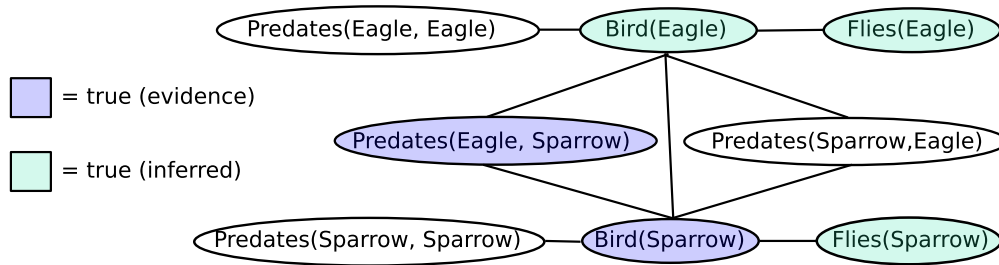 Predates(Eagle, Eagle)
Bird(Eagle)
Flies(Eagle)
= true (evidence)
Predates(Eagle, Sparrow)
Predates(Sparrow,Eagle)
= true (inferred)
Predates(Sparrow, Sparrow)
Bird(Sparrow)
Flies(Sparrow)